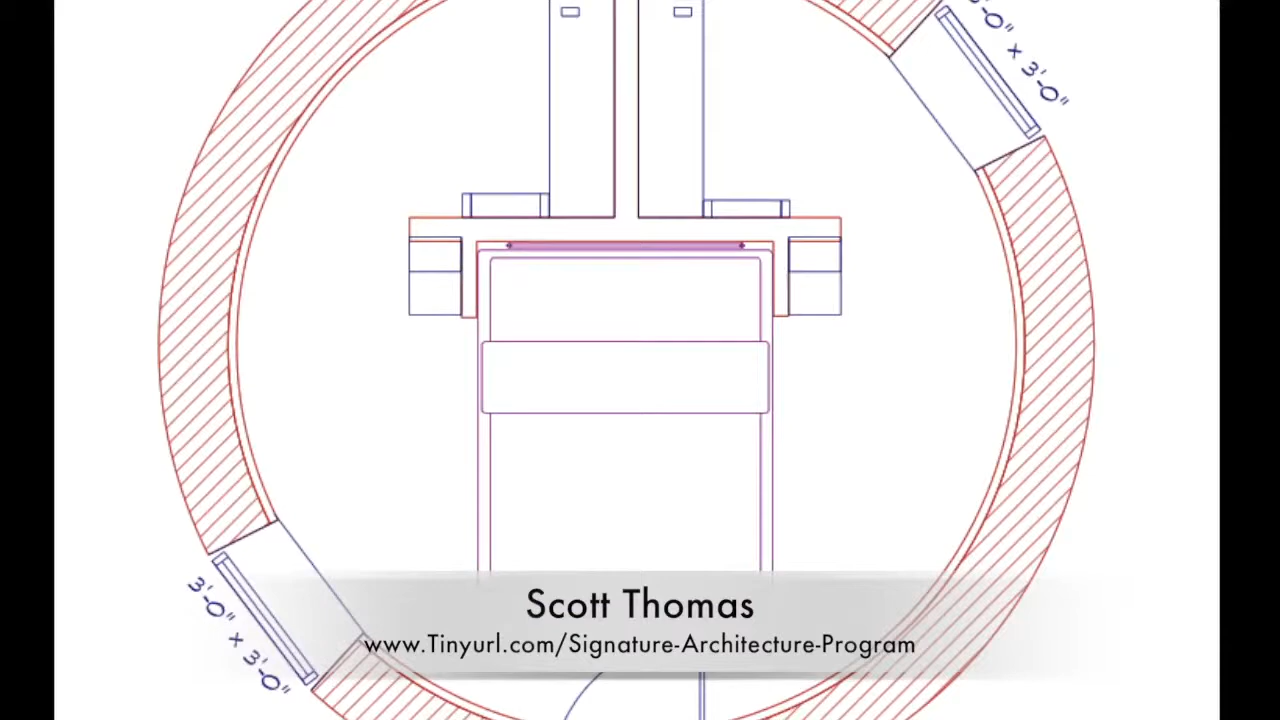 3'-0" x 3'-0"
3'-0" x 3'-0"
Scott Thomas
www.Tinyurl.com/Signature-Architecture-Program